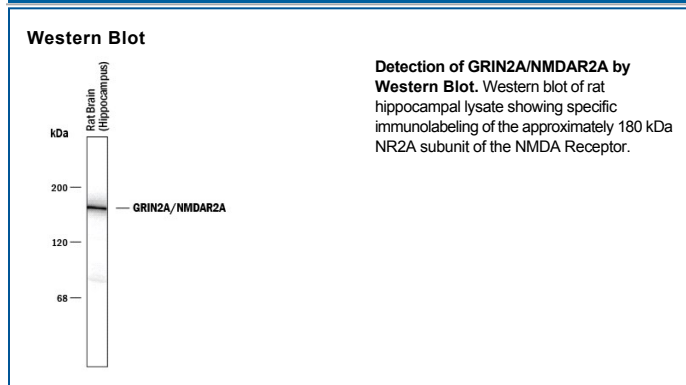 Western Blot
Rat Brain
(Hippocampus)
kDa
200
GRIN2A/NMDAR2A
120
68
Detection of GRIN2A/NMDAR2A by
Western Blot. Western blot of rat
hippocampal lysate showing specific
immunolabeling of the approximately 180 kDa
NR2A subunit of the NMDA Receptor.